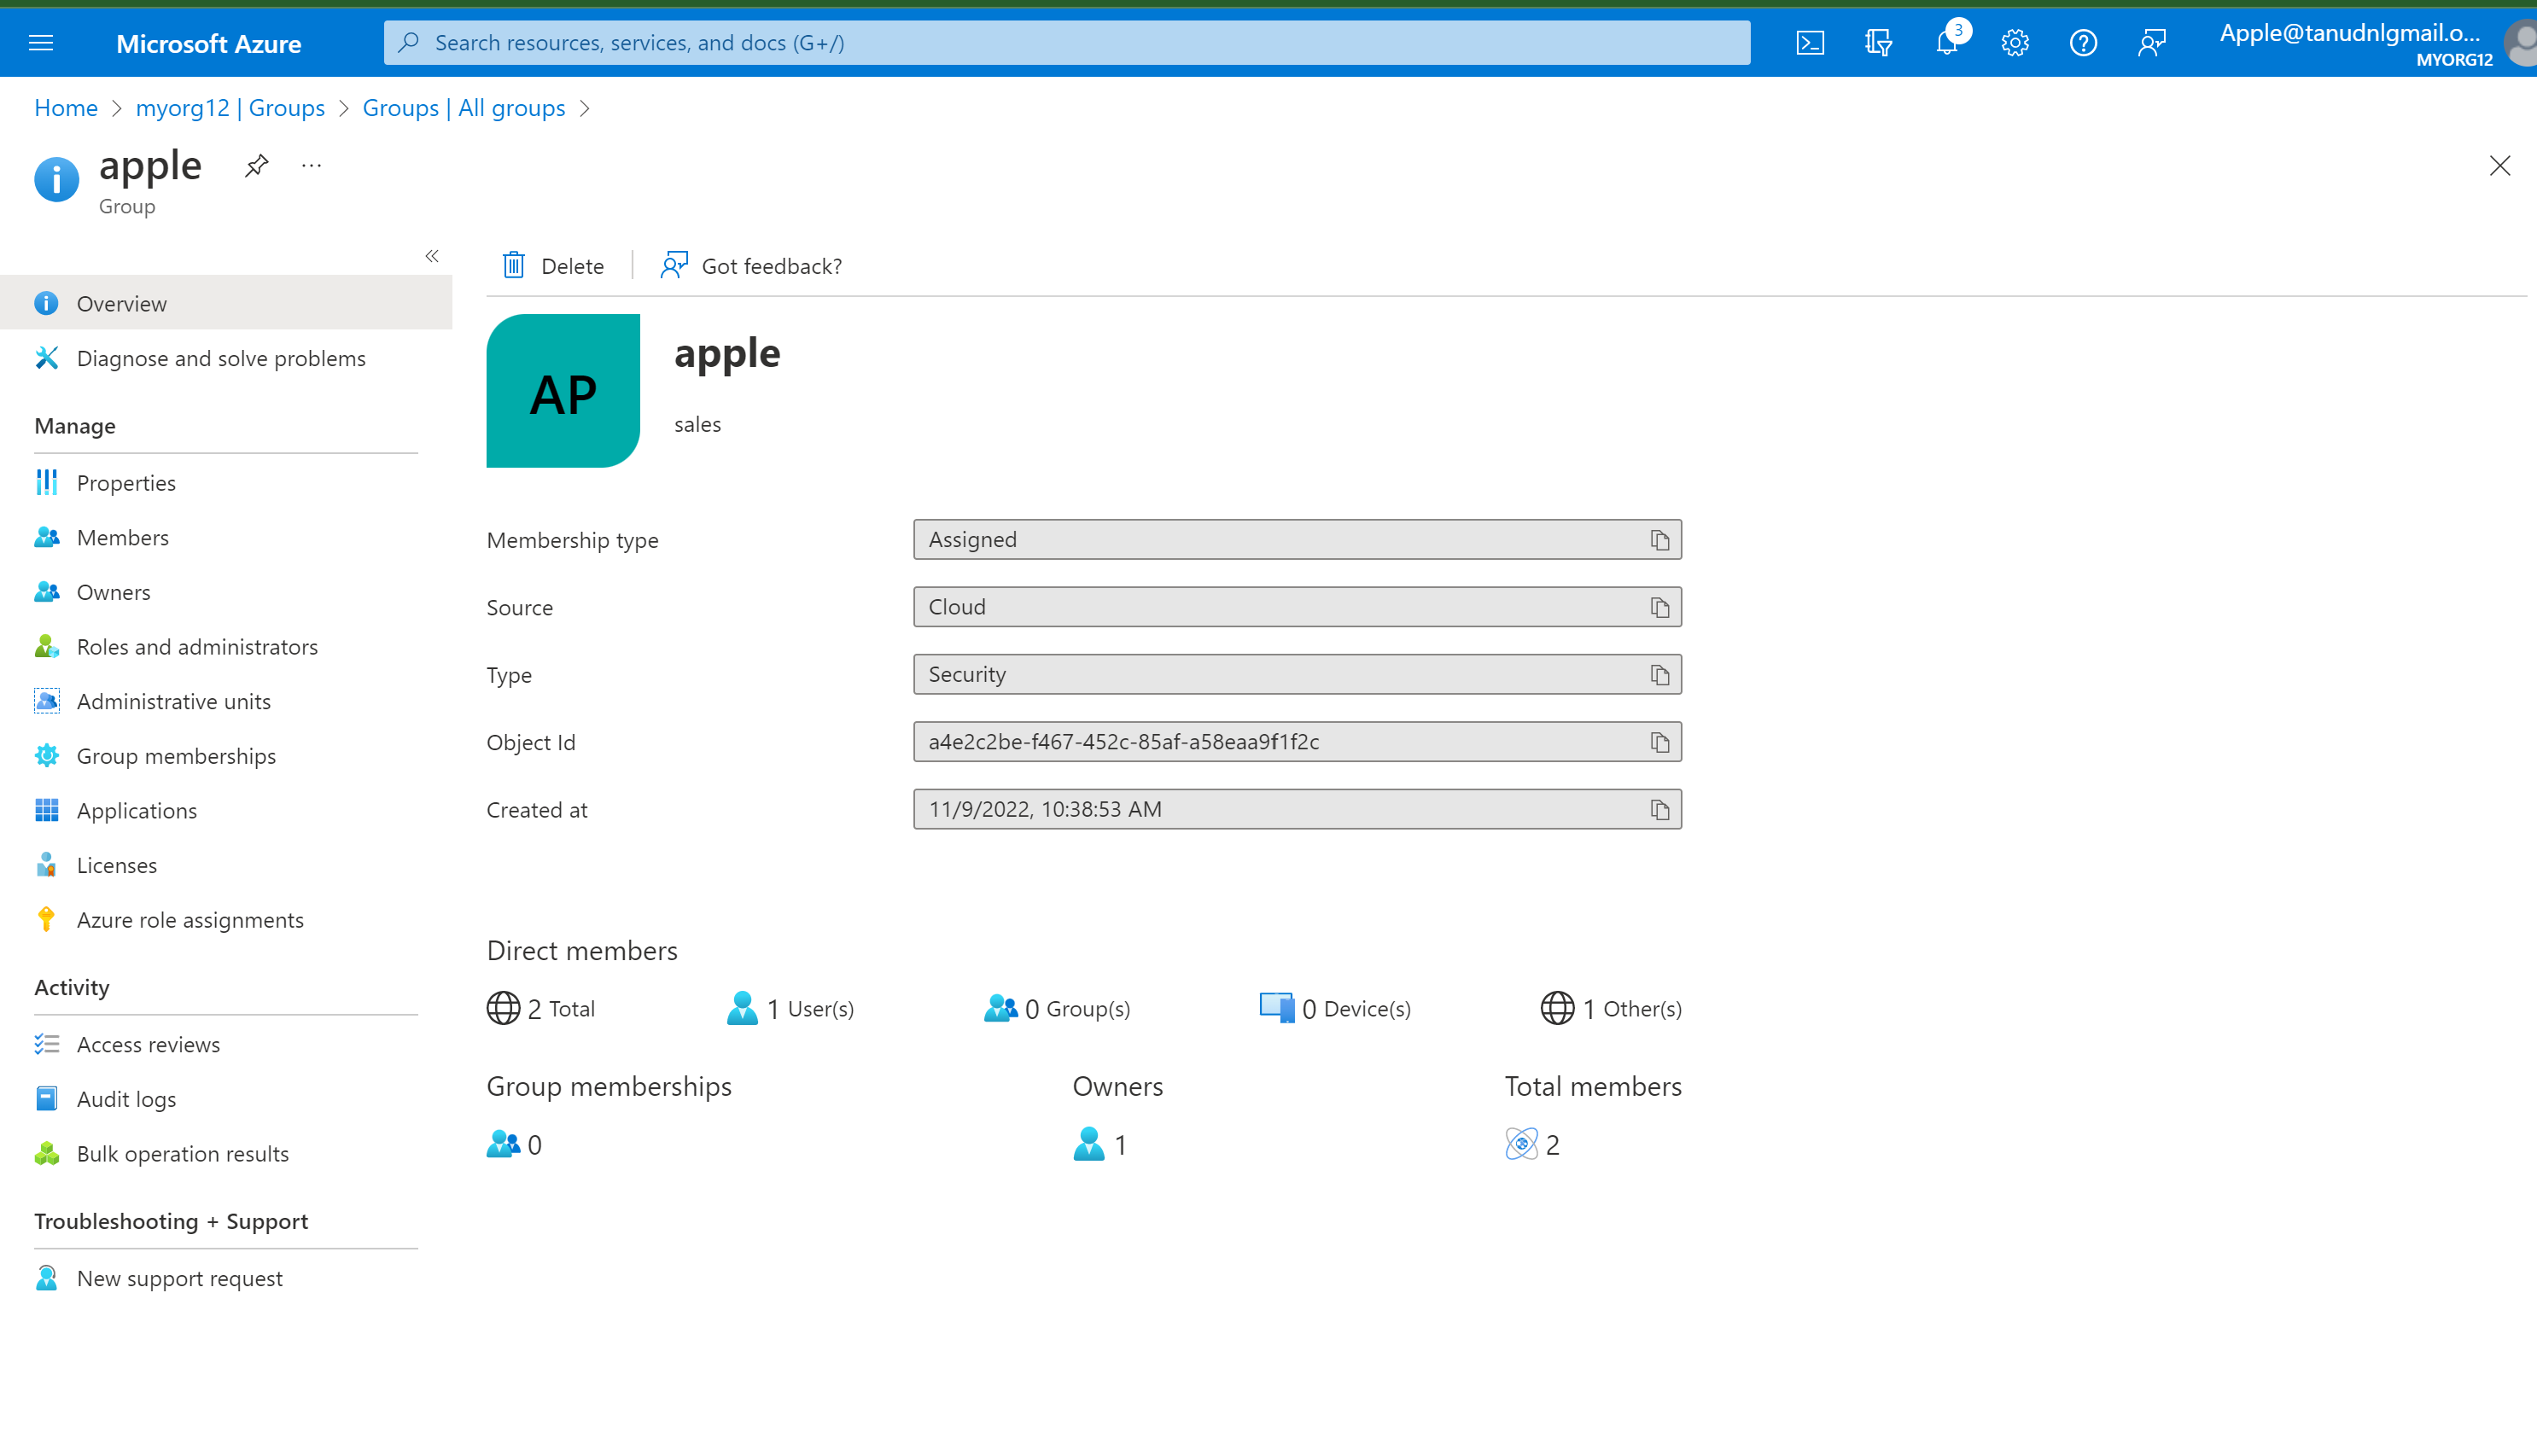 Microsoft Azure
Search resources, services, and docs (G+/)
3
Apple@tanudnlgmail.o...
MYORG12
Home > myorg12 | Groups > Groups | All groups >
apple
Group
Delete
Got feedback?
Overview
Diagnose and solve problems
Manage
Properties
Members
Owners
Roles and administrators
Administrative units
Group memberships
Applications
Licenses
Azure role assignments
Activity
Access reviews
Audit logs
Bulk operation results
Troubleshooting + Support
New support request
AP
apple
sales
Membership type
Assigned
Source
Cloud
Type
Security
Object Id
a4e2c2be-f467-452c-85af-a58eaa9f1f2c
Created at
11/9/2022, 10:38:53 AM
Direct members
2 Total
1 User(s)
0 Group(s)
0 Device(s)
1 Other(s)
Group memberships
0
Owners
1
Total members
2